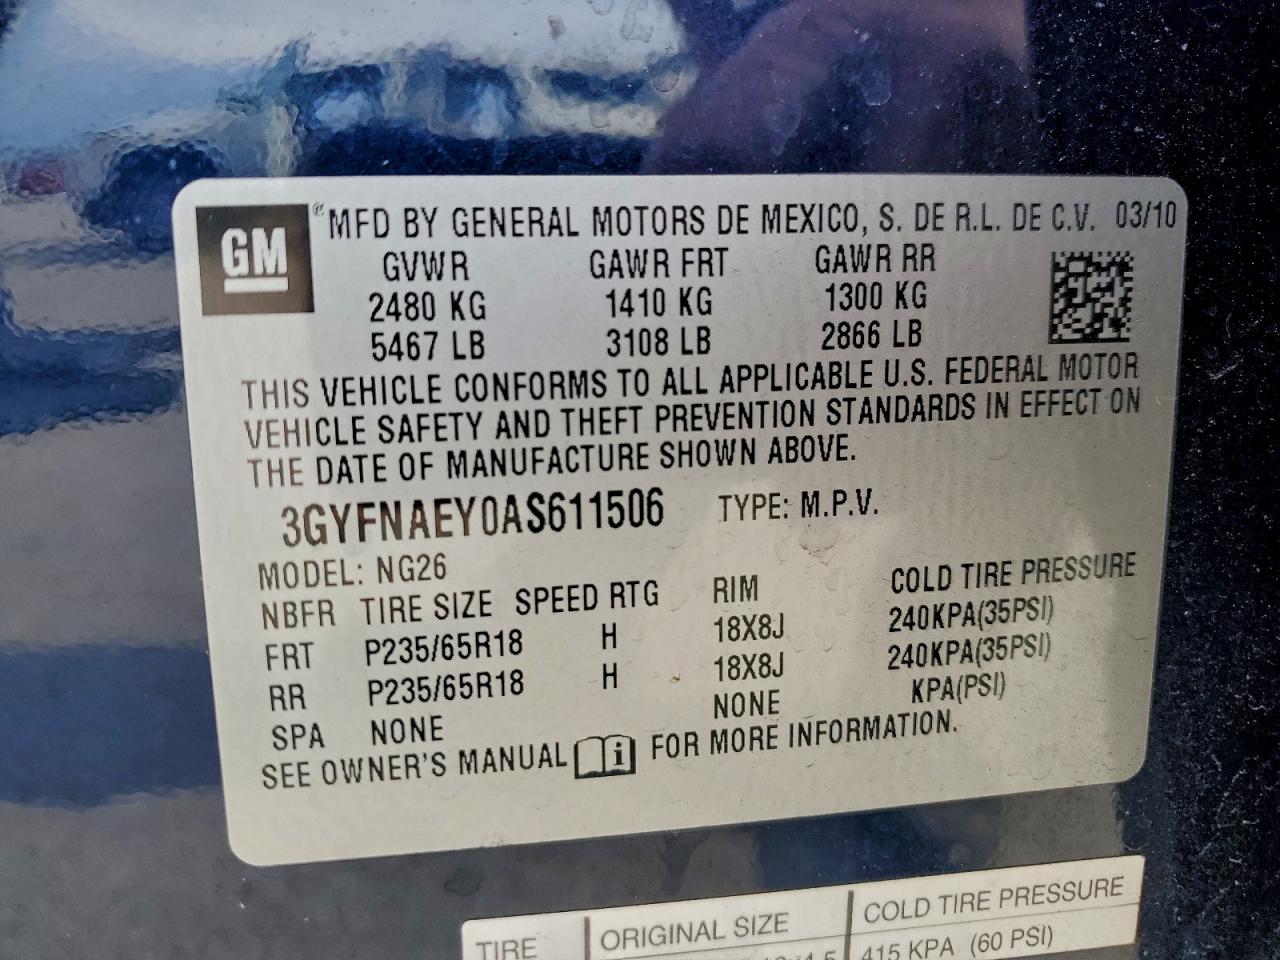 GM ® MFD BY GENERAL MOTORS DE MEXICO, S. DE R.L. DE C.V. 03/10
GVWR GAWR FRT GAWR RR
2480 KG 1410 KG 1300 KG
5467 LB 3108 LB 2866 LB
THIS VEHICLE CONFORMS TO ALL APPLICABLE U.S. FEDERAL MOTOR
VEHICLE SAFETY AND THEFT PREVENTION STANDARDS IN EFFECT ON
THE DATE OF MANUFACTURE SHOWN ABOVE.
3GYFNAEY0AS611506 TYPE: M.P.V.
MODEL: NG26
NBFR TIRE SIZE SPEED RTG RIM COLD TIRE PRESSURE
FRT P235/65R18 H 18X8J 240KPA(35PSI)
RR P235/65R18 H 18X8J 240KPA(35PSI)
SPA NONE NONE KPA(PSI)
SEE OWNER'S MANUAL i FOR MORE INFORMATION.
TIRE ORIGINAL SIZE COLD TIRE PRESSURE
415 KPA (60 PSI)